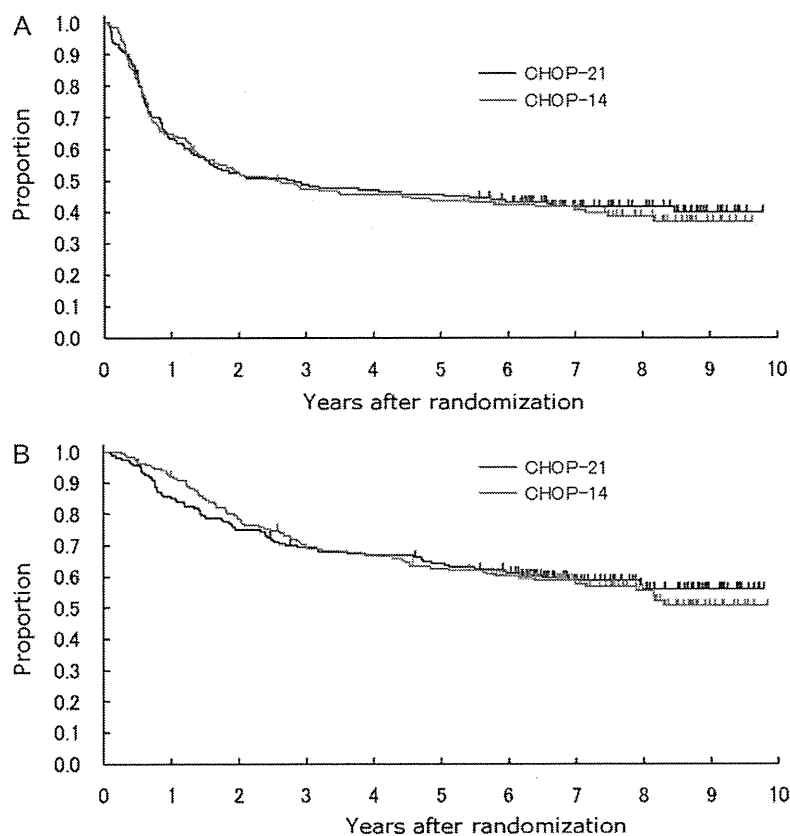 A
Proportion
1.0
0.9
0.8
0.7
0.6
0.5
0.4
0.3
0.2
0.1
0.0
CHOP-21
CHOP-14
0 1 2 3 4 5 6 7 8 9 10
Years after randomization
B
Proportion
1.0
0.9
0.8
0.7
0.6
0.5
0.4
0.3
0.2
0.1
0.0
CHOP-21
CHOP-14
0 1 2 3 4 5 6 7 8 9 10
Years after randomization